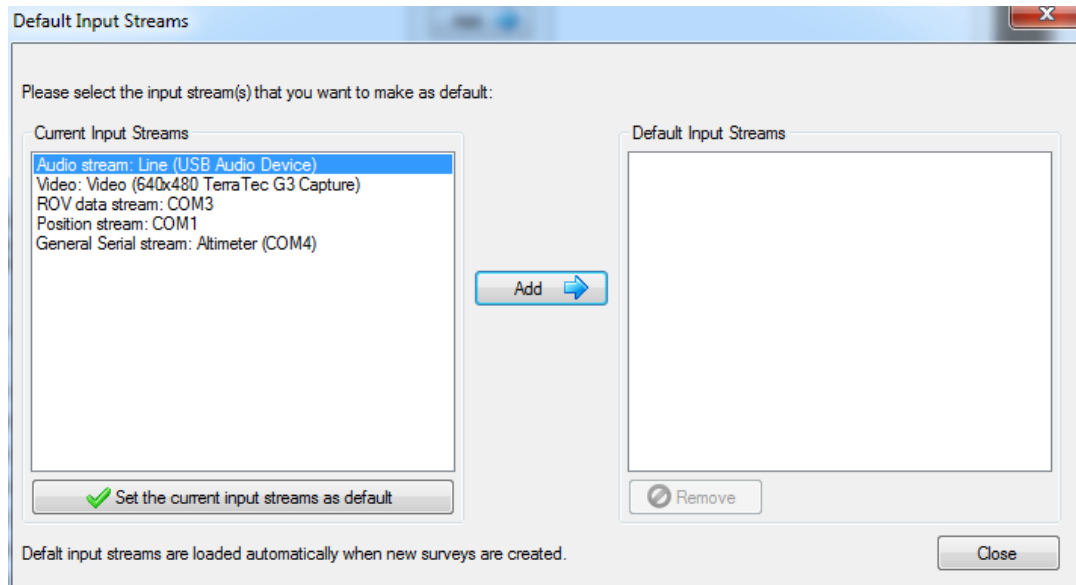 Default Input Streams
Please select the input stream(s) that you want to make as default:
Current Input Streams
Audio stream: Line (USB Audio Device)
Video: Video (640x480 TerraTec G3 Capture)
ROV data stream: COM3
Position stream: COM1
General Serial stream: Altimeter (COM4)
Set the current input streams as default
Add
Default Input Streams
Remove
Defalt input streams are loaded automatically when new surveys are created.
Close